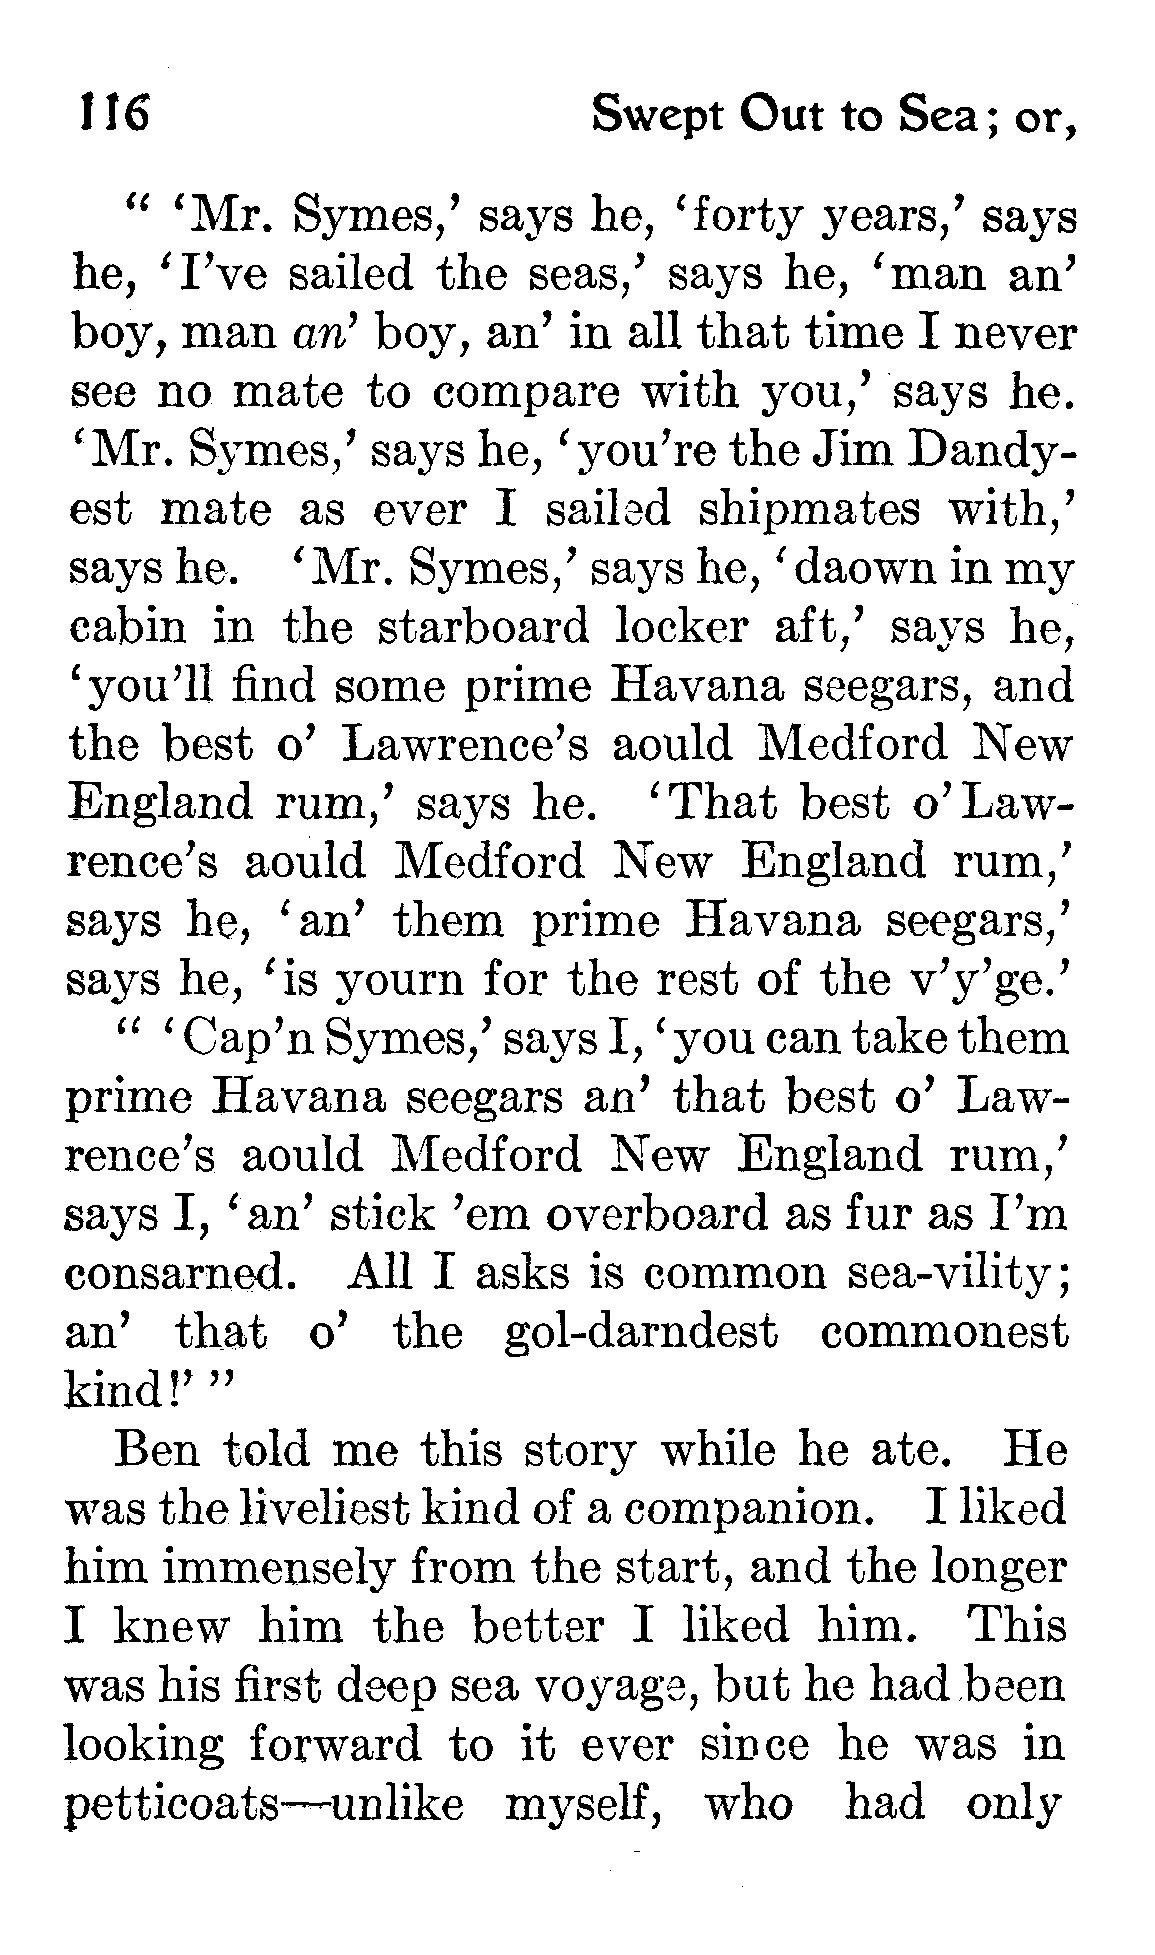 116 Swept Out to Sea; or,
“ ‘Mr. Symes,’ says he, ‘forty years,’ says
he, ‘I’ve sailed the seas,’ says he, ‘man an’
boy, man an’ boy, an’ in all that time I never
see no mate to compare with you,’ says he.
‘Mr. Symes,’ says he, ‘you’re the Jim Dandy-
est mate as ever I sailed shipmates with,’
says he. ‘Mr. Symes,’ says he, ‘daown in my
cabin in the starboard locker aft,’ says he,
‘you’ll find some prime Havana seegars, and
the best o’ Lawrence’s aould Medford New
England rum,’ says he. ‘That best o’ Law-
rence’s aould Medford New England rum,’
says he, ‘an’ them prime Havana seegars,’
says he, ‘is yourn for the rest of the v’y’ge.’
“ ‘Cap’n Symes,’ says I, ‘you can take them
prime Havana seegars an’ that best o’ Law-
rence’s aould Medford New England rum,’
says I, ‘an’ stick ’em overboard as fur as I’m
consarned. All I asks is common sea-vility;
an’ that o’ the gol-darndest commonest
kind!’ ”
Ben told me this story while he ate. He
was the liveliest kind of a companion. I liked
him immensely from the start, and the longer
I knew him the better I liked him. This
was his first deep sea voyage, but he had been
looking forward to it ever since he was in
petticoats—unlike myself, who had only